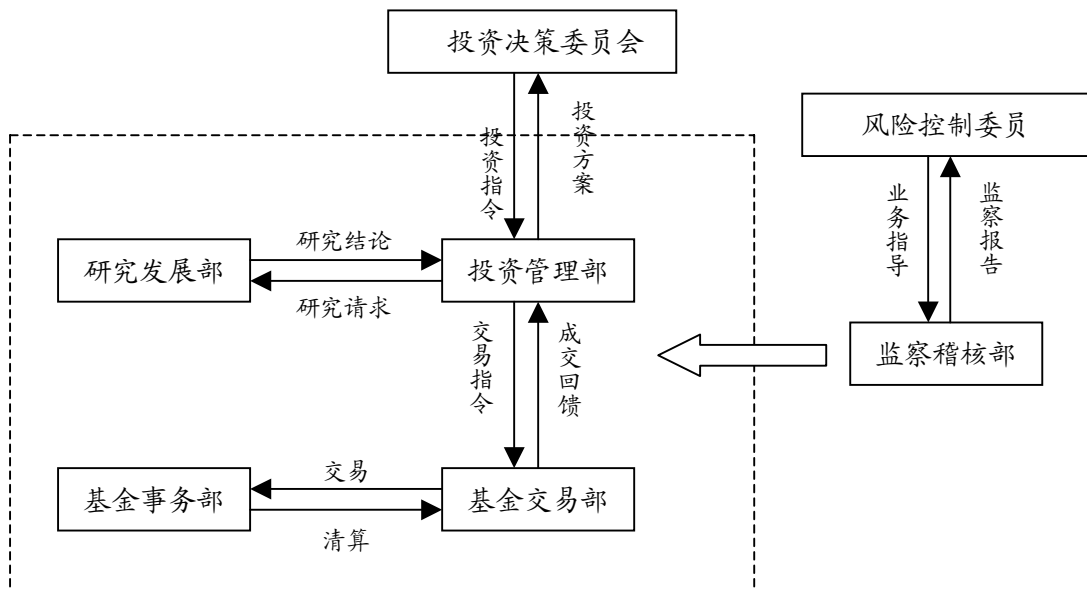 投资决策委员会
风险控制委员
投资指令
投资方案
业务指导
监察报告
研究结论
研究发展部
投资管理部
研究请求
交易指令
成交回馈
监察稽核部
交易
基金事务部
基金交易部
清算